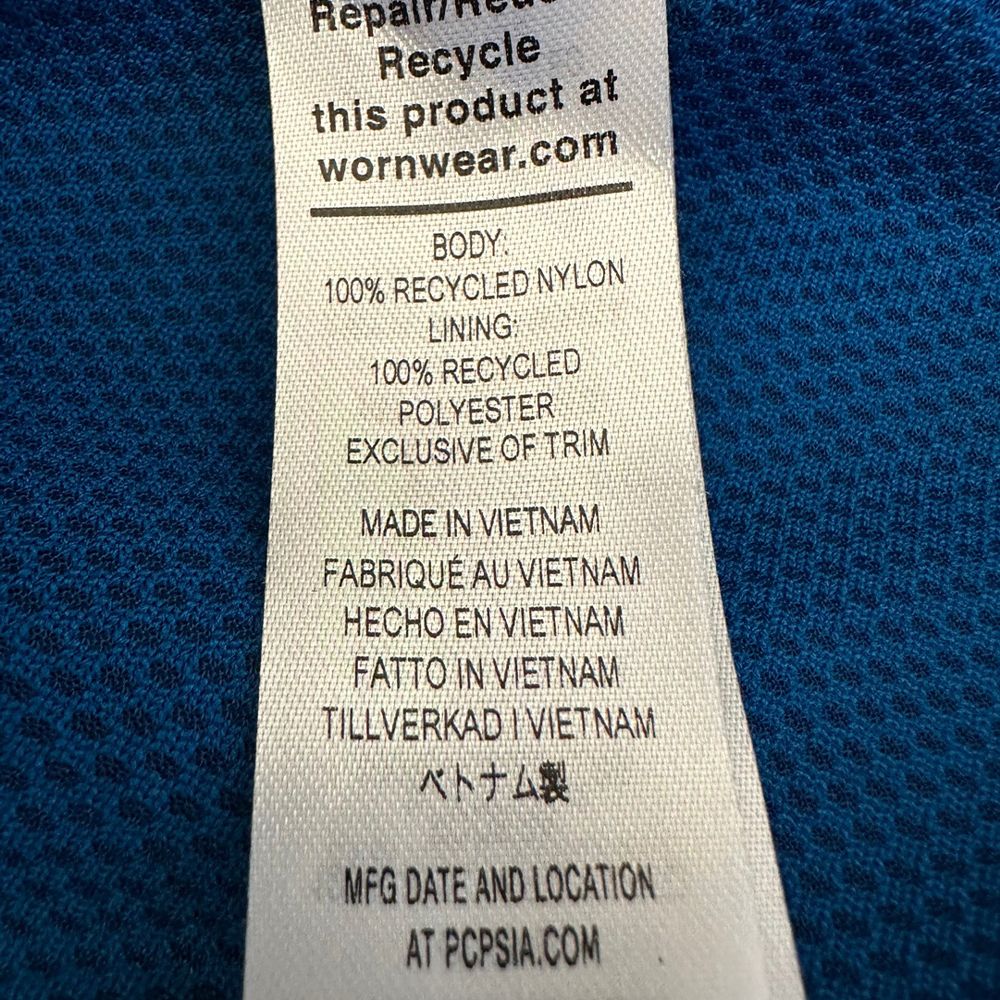 Recycle
this product at
wornwear.com
BODY:
100% RECYCLED NYLON
LINING:
100% RECYCLED
POLYESTER
EXCLUSIVE OF TRIM
MADE IN VIETNAM
FABRIQUÉ AU VIETNAM
HECHO EN VIETNAM
FATTO IN VIETNAM
TILLVERKAD I VIETNAM
ベトナム製
MFG DATE AND LOCATION
AT PCPSIA.COM